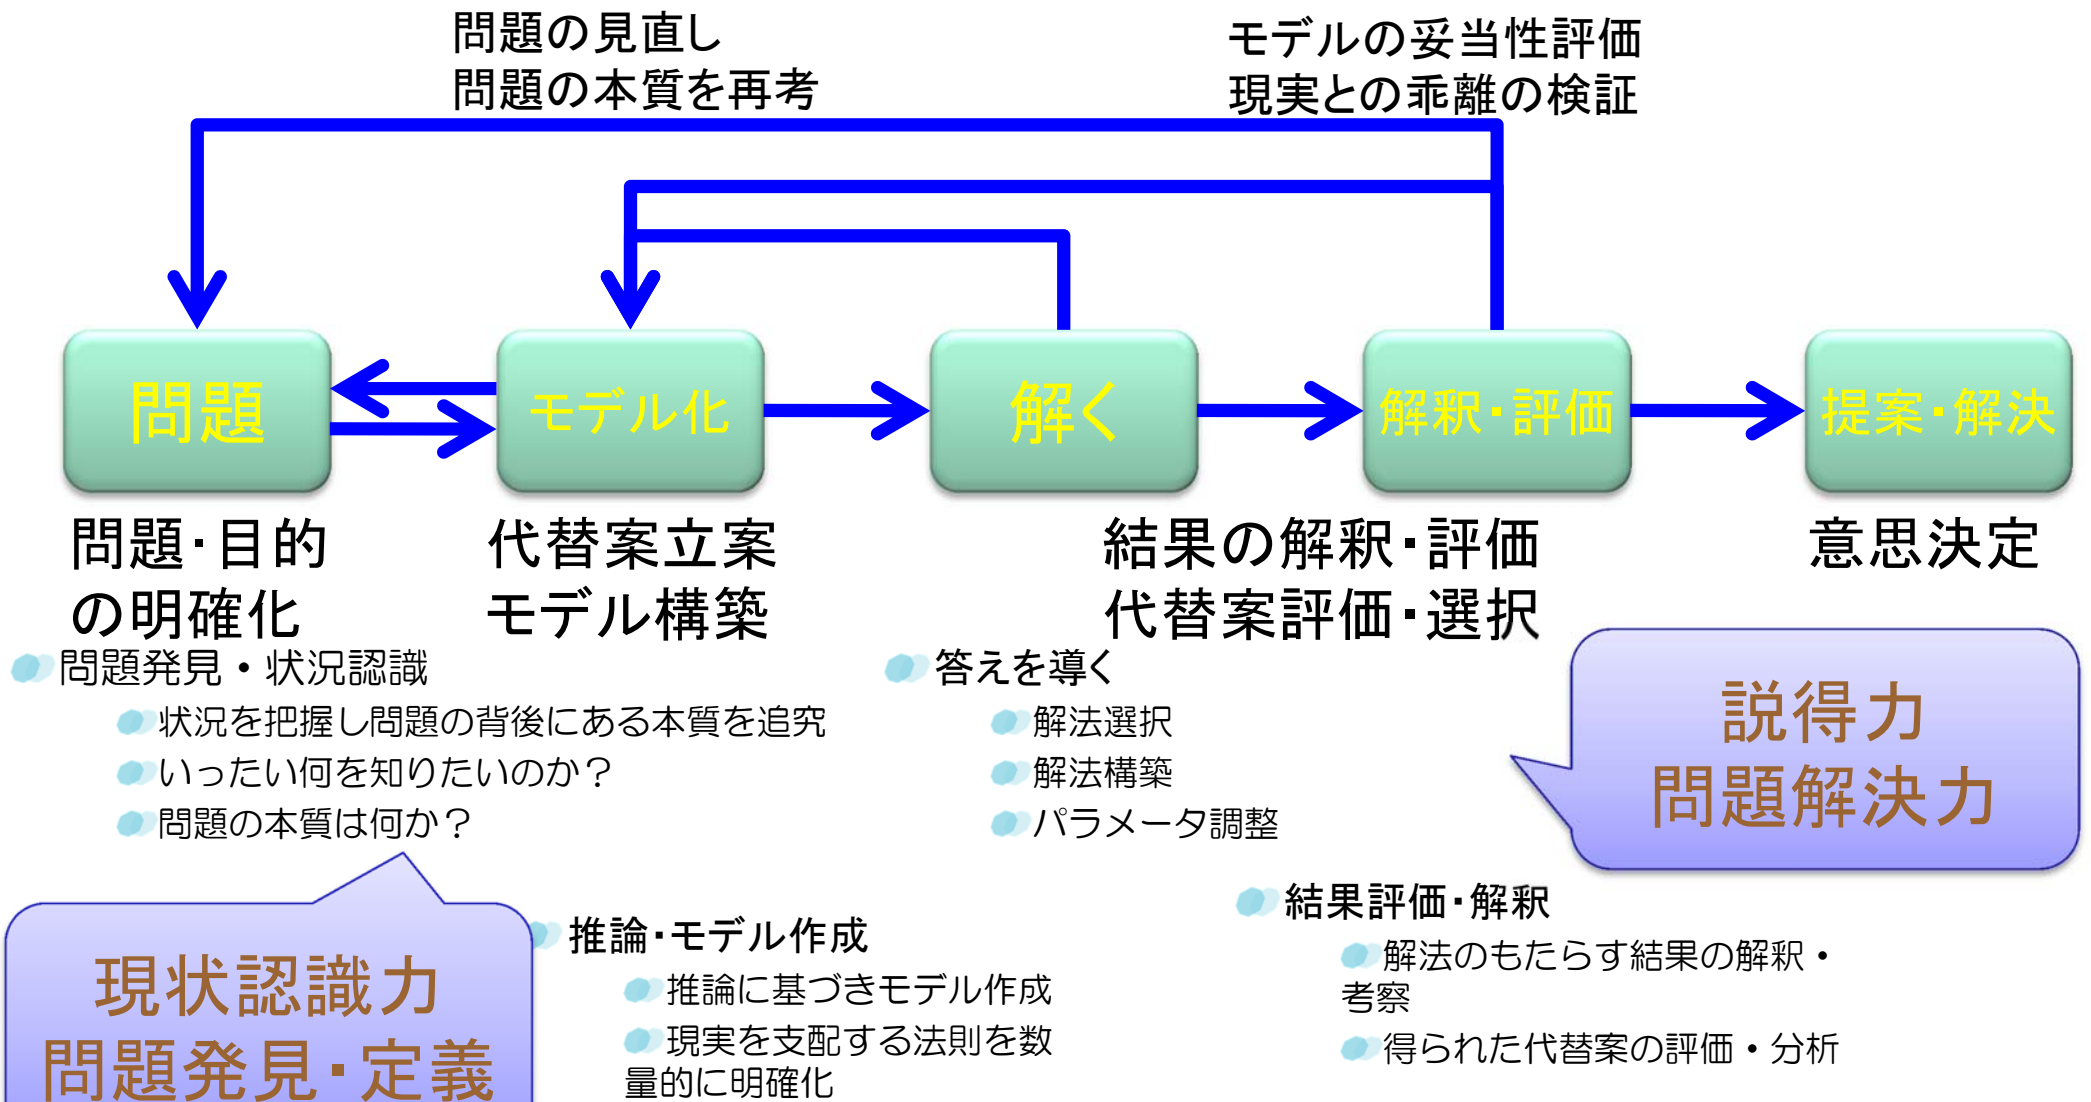 問題の見直し
問題の本質を再考
モデルの妥当性評価
現実との乖離の検証
問題
モデル化
解く
解釈・評価
提案・解決
問題・目的
の明確化
代替案立案
モデル構築
結果の解釈・評価
代替案評価・選択
意思決定
問題発見・状況認識
状況を把握し問題の背後にある本質を追究
いったい何を知りたいのか？
問題の本質は何か？
答えを導く
解法選択
解法構築
パラメータ調整
説得力
問題解決力
現状認識力
問題発見・定義
推論・モデル作成
推論に基づきモデル作成
現実を支配する法則を数
量的に明確化
結果評価・解釈
解法のもたらす結果の解釈・
考察
得られた代替案の評価・分析